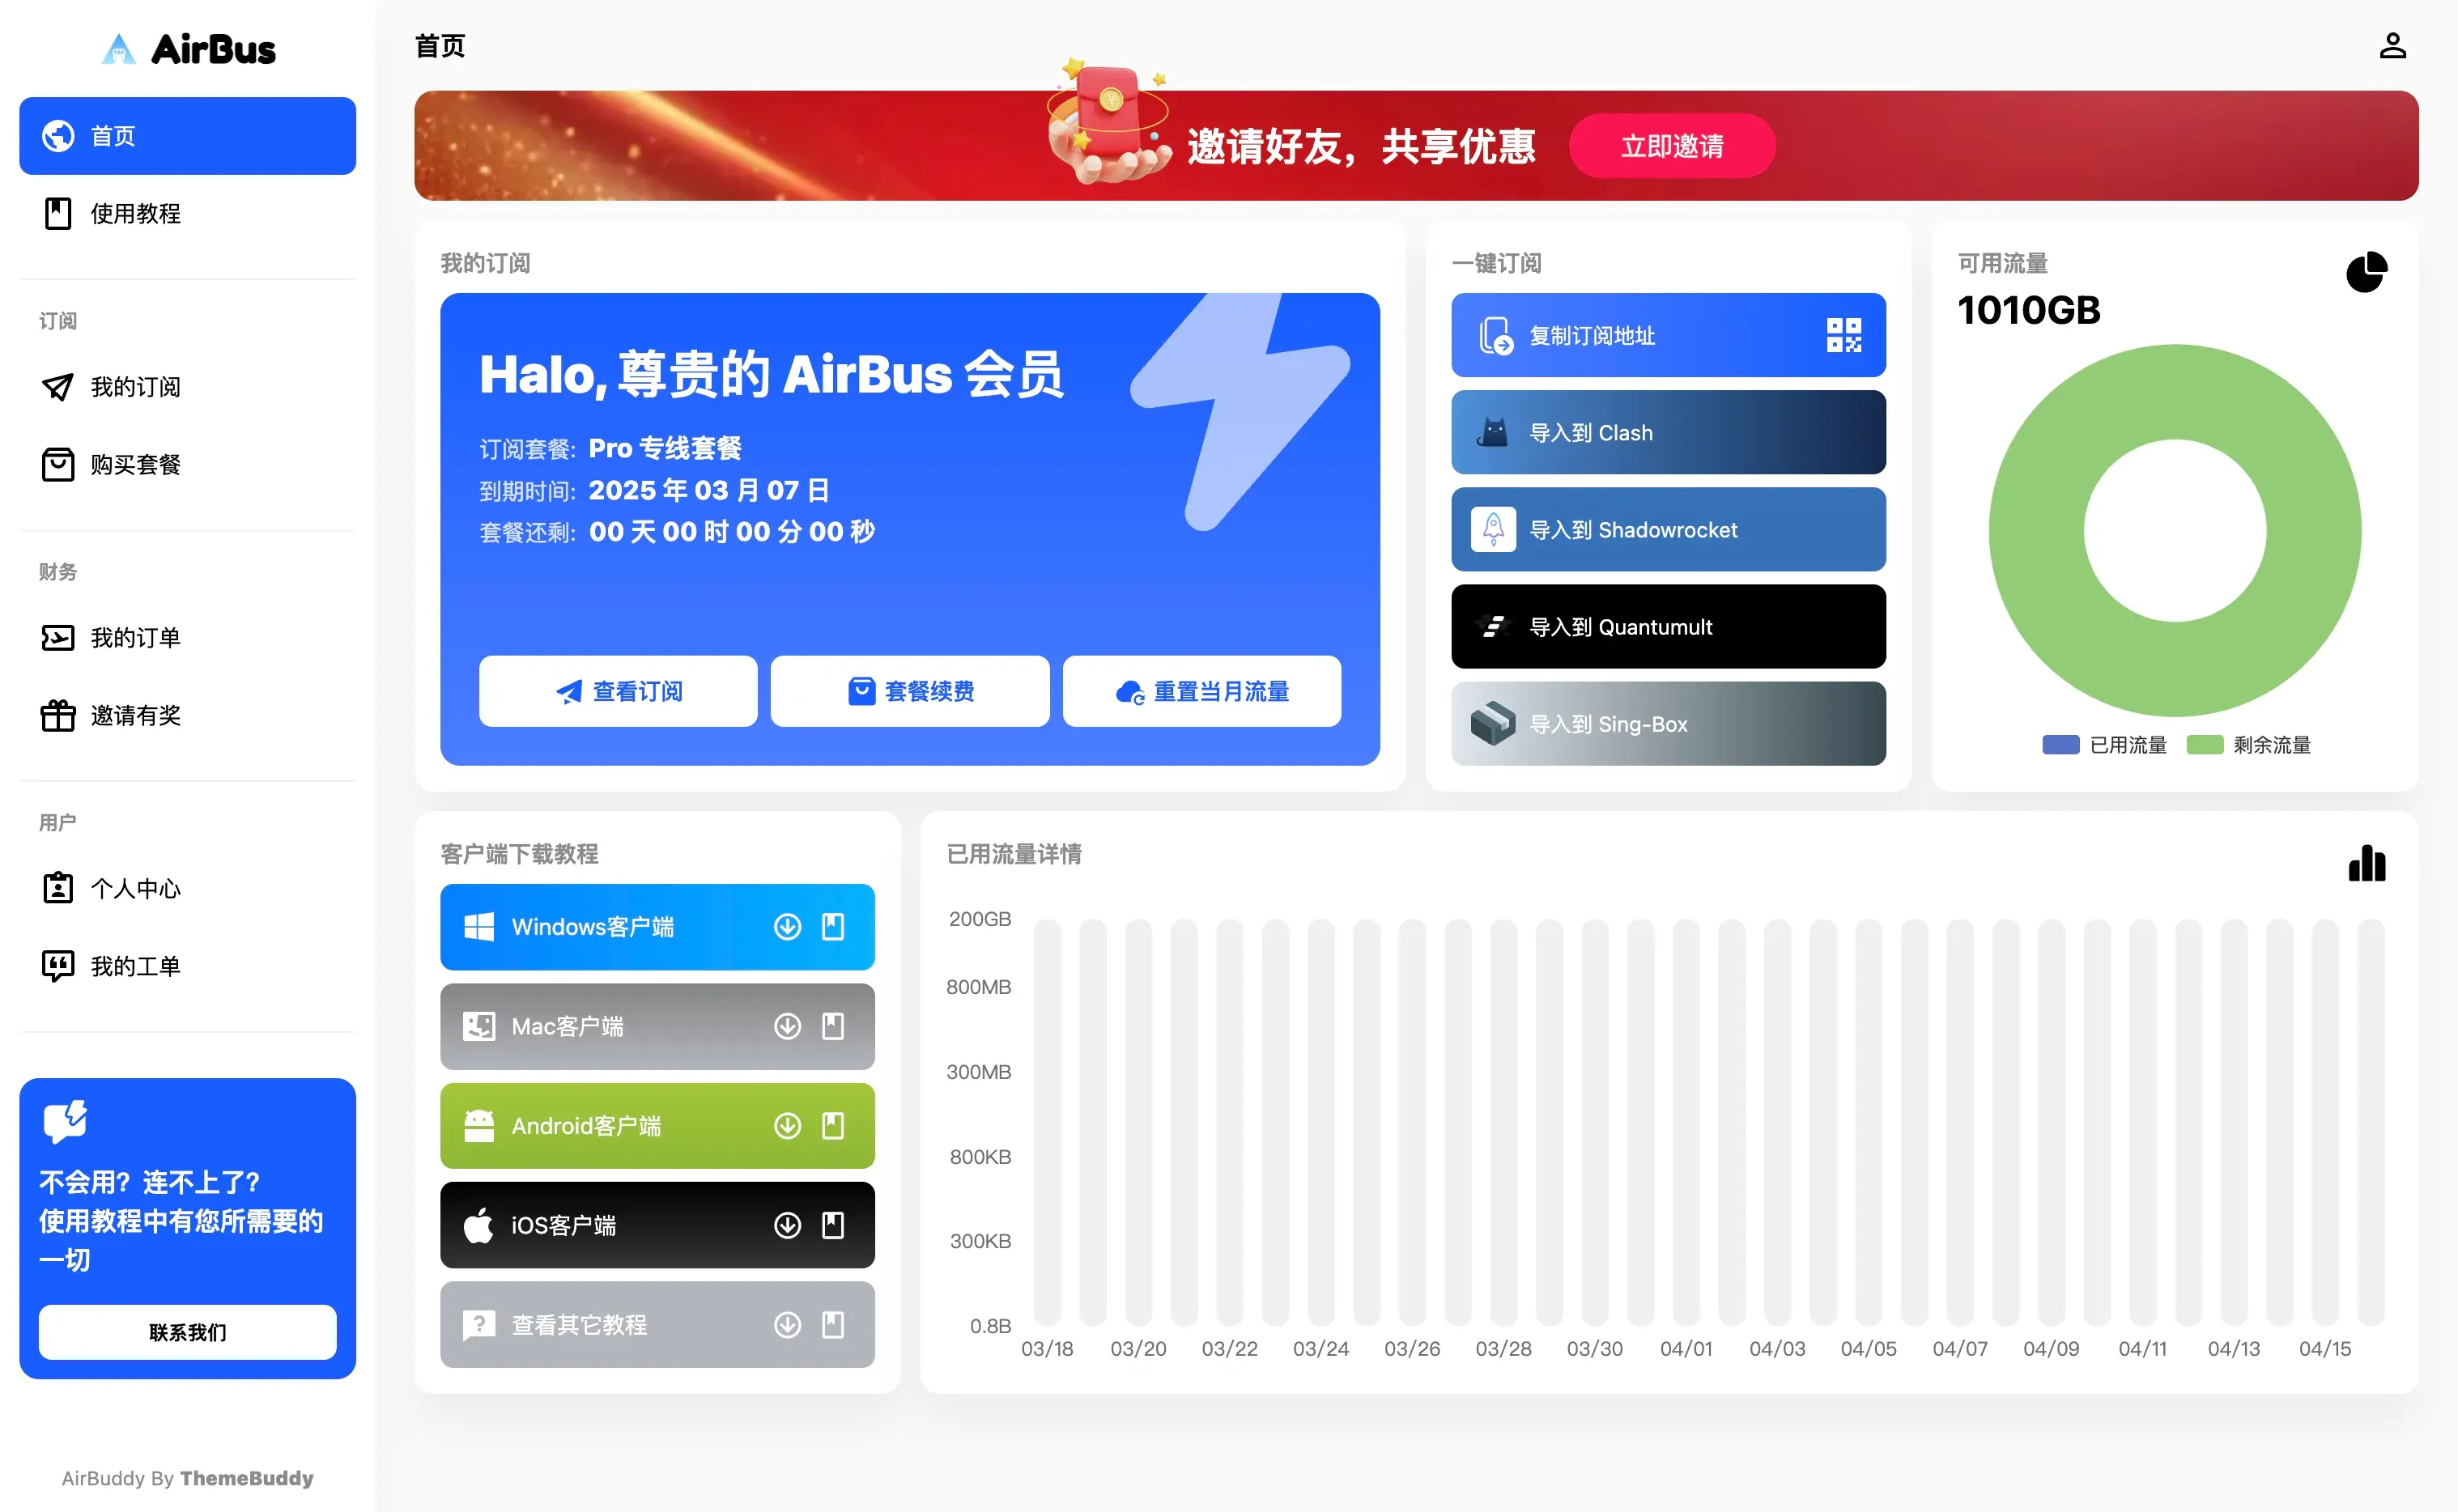 AirBus
首页
使用教程
订阅
我的订阅
购买套餐
财务
我的订单
邀请有奖
用户
个人中心
我的工单
不会用？连不上了？
使用教程中有您所需要的
一切
联系我们
AirBuddy By ThemeBuddy
首页
邀请好友，共享优惠
立即邀请
我的订阅
Halo, 尊贵的 AirBus 会员
订阅套餐: Pro 专线套餐
到期时间: 2025 年 03 月 07 日
套餐还剩: 00 天 00 时 00 分 00 秒
查看订阅
套餐续费
重置当月流量
一键订阅
复制订阅地址
导入到 Clash
导入到 Shadowrocket
导入到 Quantumult
导入到 Sing-Box
可用流量
1010GB
已用流量
剩余流量
客户端下载教程
Windows客户端
Mac客户端
Android客户端
iOS客户端
查看其它教程
已用流量详情
200GB
800MB
300MB
800KB
300KB
0.8B
03/18 03/20 03/22 03/24 03/26 03/28 03/30 04/01 04/03 04/05 04/07 04/09 04/11 04/13 04/15